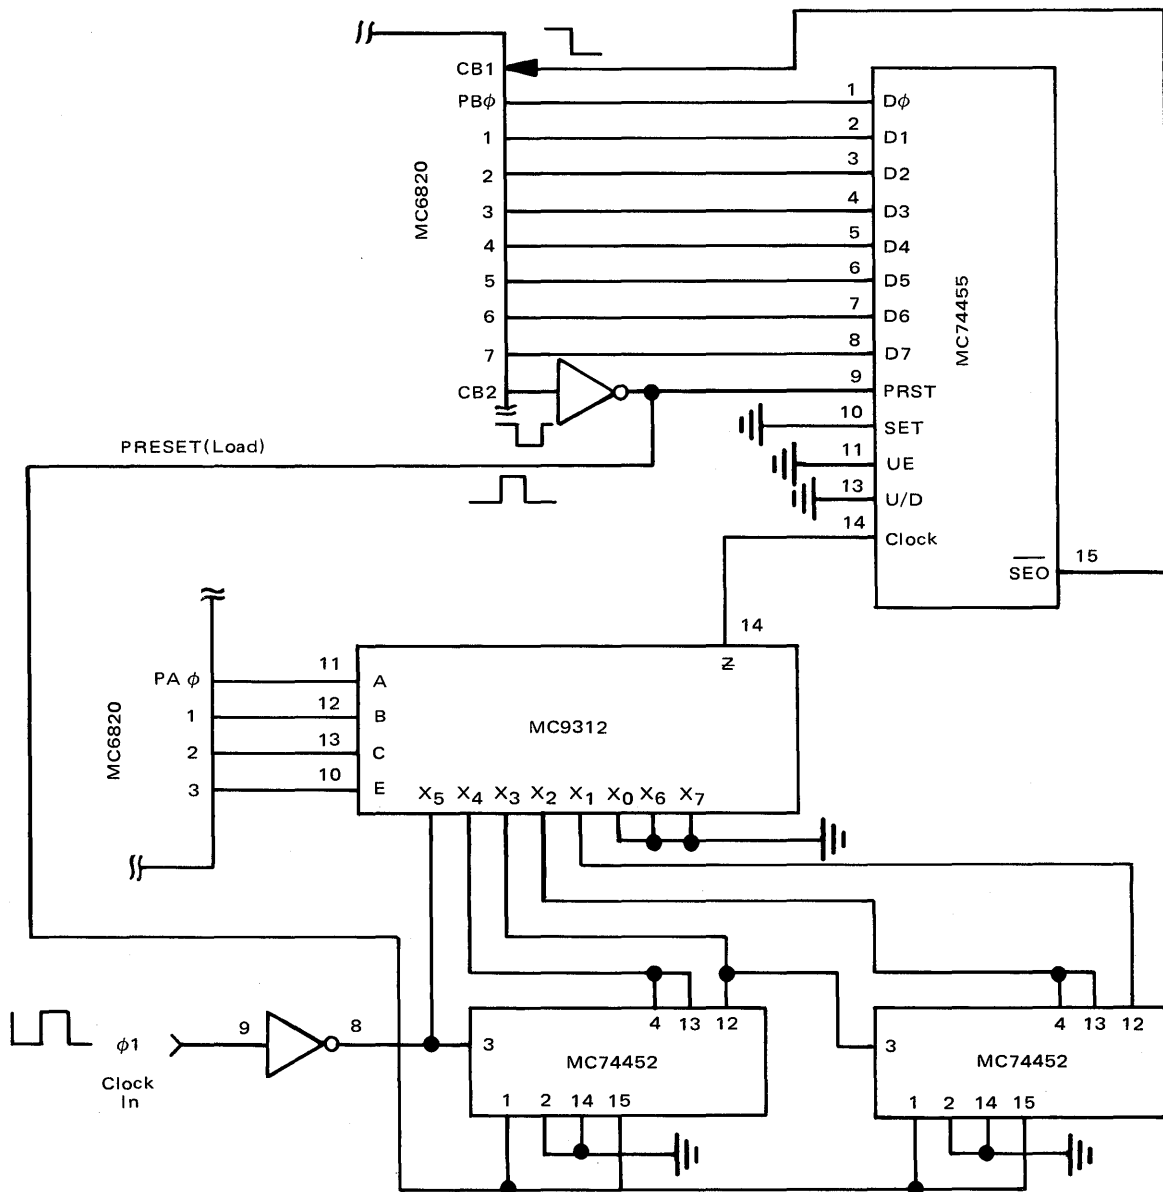 CB1
PBφ
1
2
3
4
5
6
7
CB2
MC6820
1 Dφ
2 D1
3 D2
4 D3
5 D4
6 D5
7 D6
8 D7
9 PRST
10 SET
11 UE
13 U/D
14 Clock
MC74455
SEO 15
PRESET(Load)
14
Z
PA φ 11 A
1 12 B
2 13 C
3 10 E
MC6820
MC9312
X5 X4 X3 X2 X1 X0 X6 X7
φ1
Clock
In
9 8
3
4 13 12
MC74452
1 2 14 15
3
4 13 12
MC74452
1 2 14 15